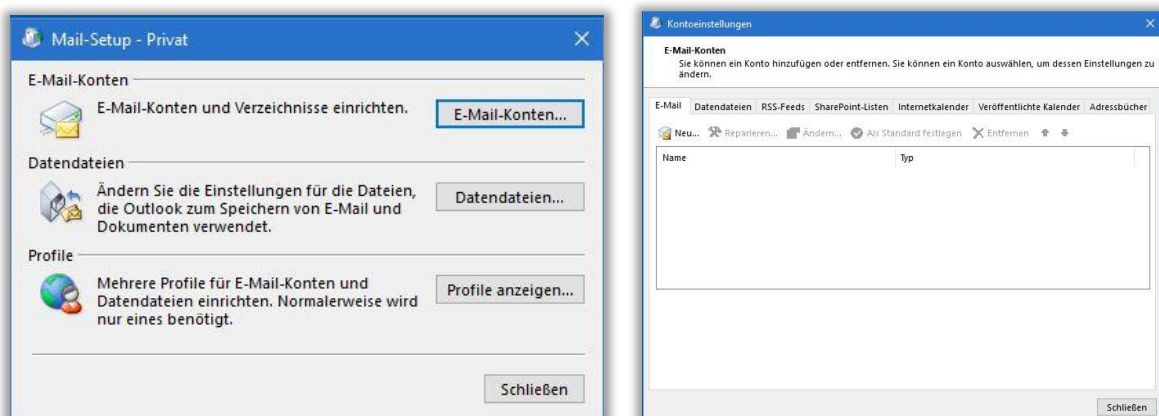 Mail-Setup - Privat
E-Mail-Konten
E-Mail-Konten und Verzeichnisse einrichten.
E-Mail-Konten...
Datendateien
Ändern Sie die Einstellungen für die Dateien,
die Outlook zum Speichern von E-Mail und
Dokumenten verwendet.
Datendateien...
Profile
Mehrere Profile für E-Mail-Konten und
Datendateien einrichten. Normalerweise wird
nur eines benötigt.
Profile anzeigen...
Schließen
Kontoeinstellungen
E-Mail-Konten
Sie können ein Konto hinzufügen oder entfernen. Sie können ein Konto auswählen, um dessen Einstellungen zu
ändern.
E-Mail Datendateien RSS-Feeds SharePoint-Listen Internetkalender Veröffentlichte Kalender Adressbücher
Neu... Reparieren... Ändern... Als Standard festlegen Entfernen
Name Typ
Schließen